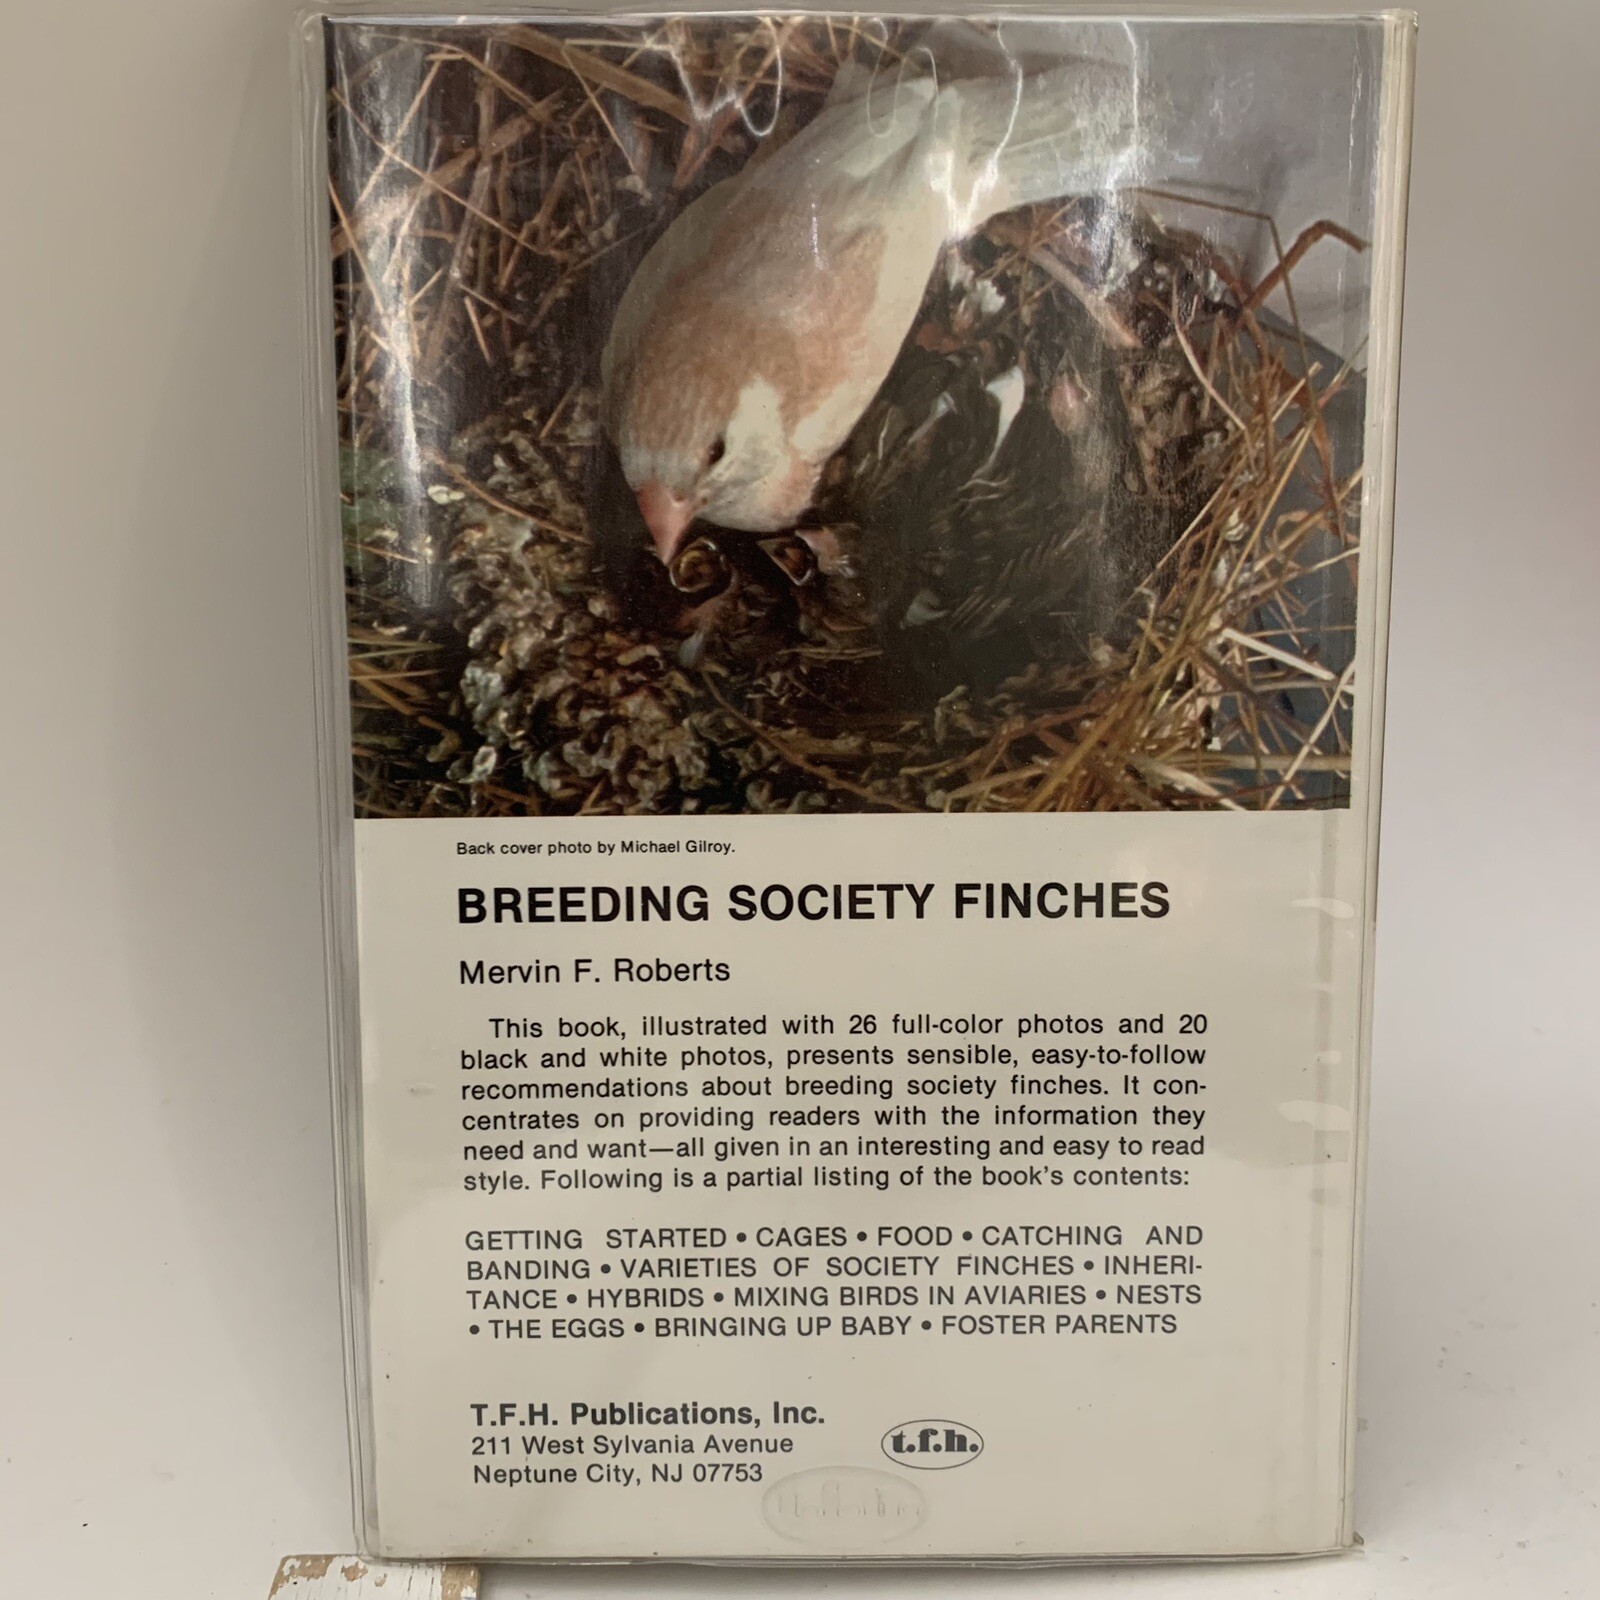 Back cover photo by Michael Gilroy.
BREEDING SOCIETY FINCHES
Mervin F. Roberts
This book, illustrated with 26 full-color photos and 20
black and white photos, presents sensible, easy-to-follow
recommendations about breeding society finches. It con-
centrates on providing readers with the information they
need and want—all given in an interesting and easy to read
style. Following is a partial listing of the book's contents:
GETTING STARTED • CAGES • FOOD • CATCHING AND
BANDING • VARIETIES OF SOCIETY FINCHES • INHERI-
TANCE • HYBRIDS • MIXING BIRDS IN AVIARIES • NESTS
• THE EGGS • BRINGING UP BABY • FOSTER PARENTS
T.F.H. Publications, Inc.
211 West Sylvania Avenue
Neptune City, NJ 07753
t.f.h.